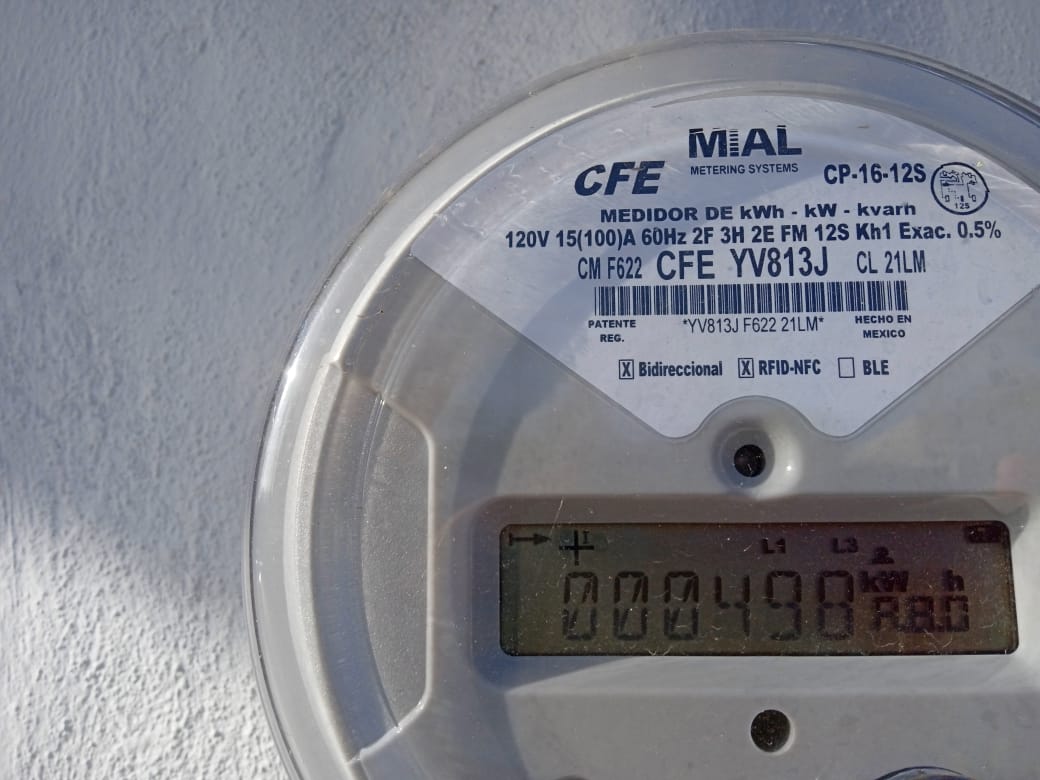 MIAL
METERING SYSTEMS
CFE
CP-16-12S
12S
MEDIDOR DE kWh - kW - kvarh
120V 15(100)A 60Hz 2F 3H 2E FM 12S Kh1 Exac. 0.5%
CM F622 CFE YV813J CL 21LM
PATENTE REG.
*YV813J F622 21LM*
HECHO EN MEXICO
X Bidireccional X RFID-NFC BLE
L1 L3
000498 kW h